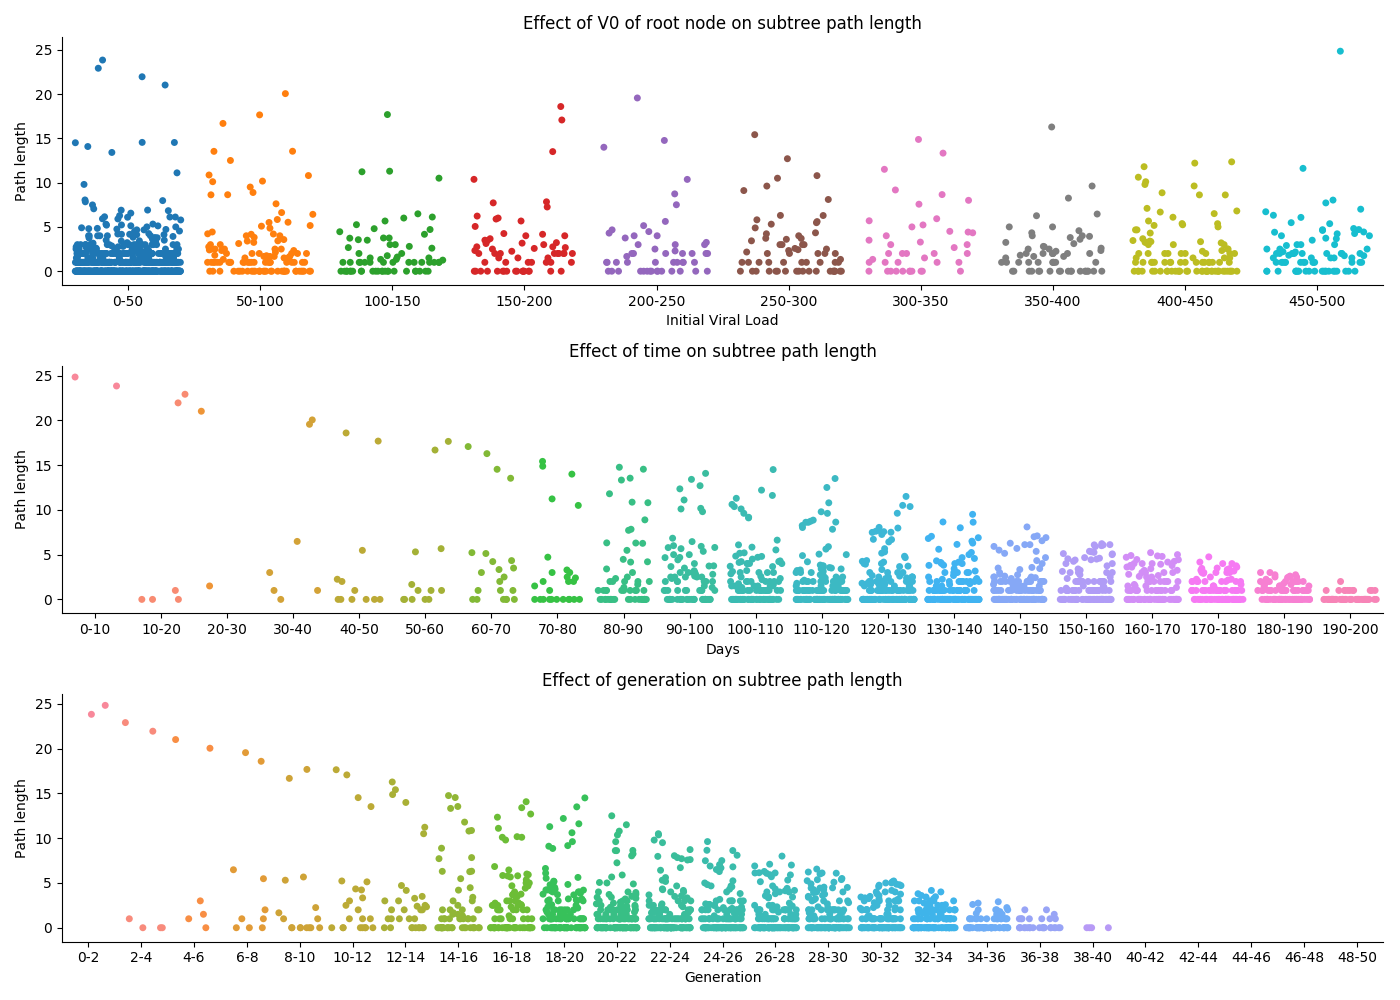 Effect of V0 of root node on subtree path length
Path length
25
20
15
10
5
0
0-50 50-100 100-150 150-200 200-250 250-300 300-350 350-400 400-450 450-500
Initial Viral Load
Effect of time on subtree path length
Path length
25
20
15
10
5
0
0-10 10-20 20-30 30-40 40-50 50-60 60-70 70-80 80-90 90-100 100-110 110-120 120-130 130-140 140-150 150-160 160-170 170-180 180-190 190-200
Days
Effect of generation on subtree path length
Path length
25
20
15
10
5
0
0-2 2-4 4-6 6-8 8-10 10-12 12-14 14-16 16-18 18-20 20-22 22-24 24-26 26-28 28-30 30-32 32-34 34-36 36-38 38-40 40-42 42-44 44-46 46-48 48-50
Generation